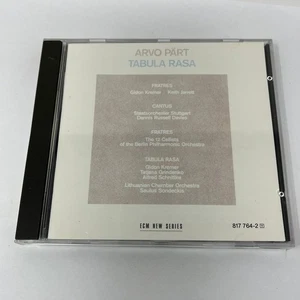 ARVO PÄRT
TABULA RASA
FRATRES
Gidon Kremer Keith Jarrett
CANTUS
Staatsorchester Stuttgart
Dennis Russell Davies
FRATRES
The 12 Cellists
of the Berlin Philharmonic Orchestra
TABULA RASA
Gidon Kremer
Tatjana Grindenko
Alfred Schnittke
Lithuanian Chamber Orchestra
Saulus Sondeckis
ECM NEW SERIES
817 764-2